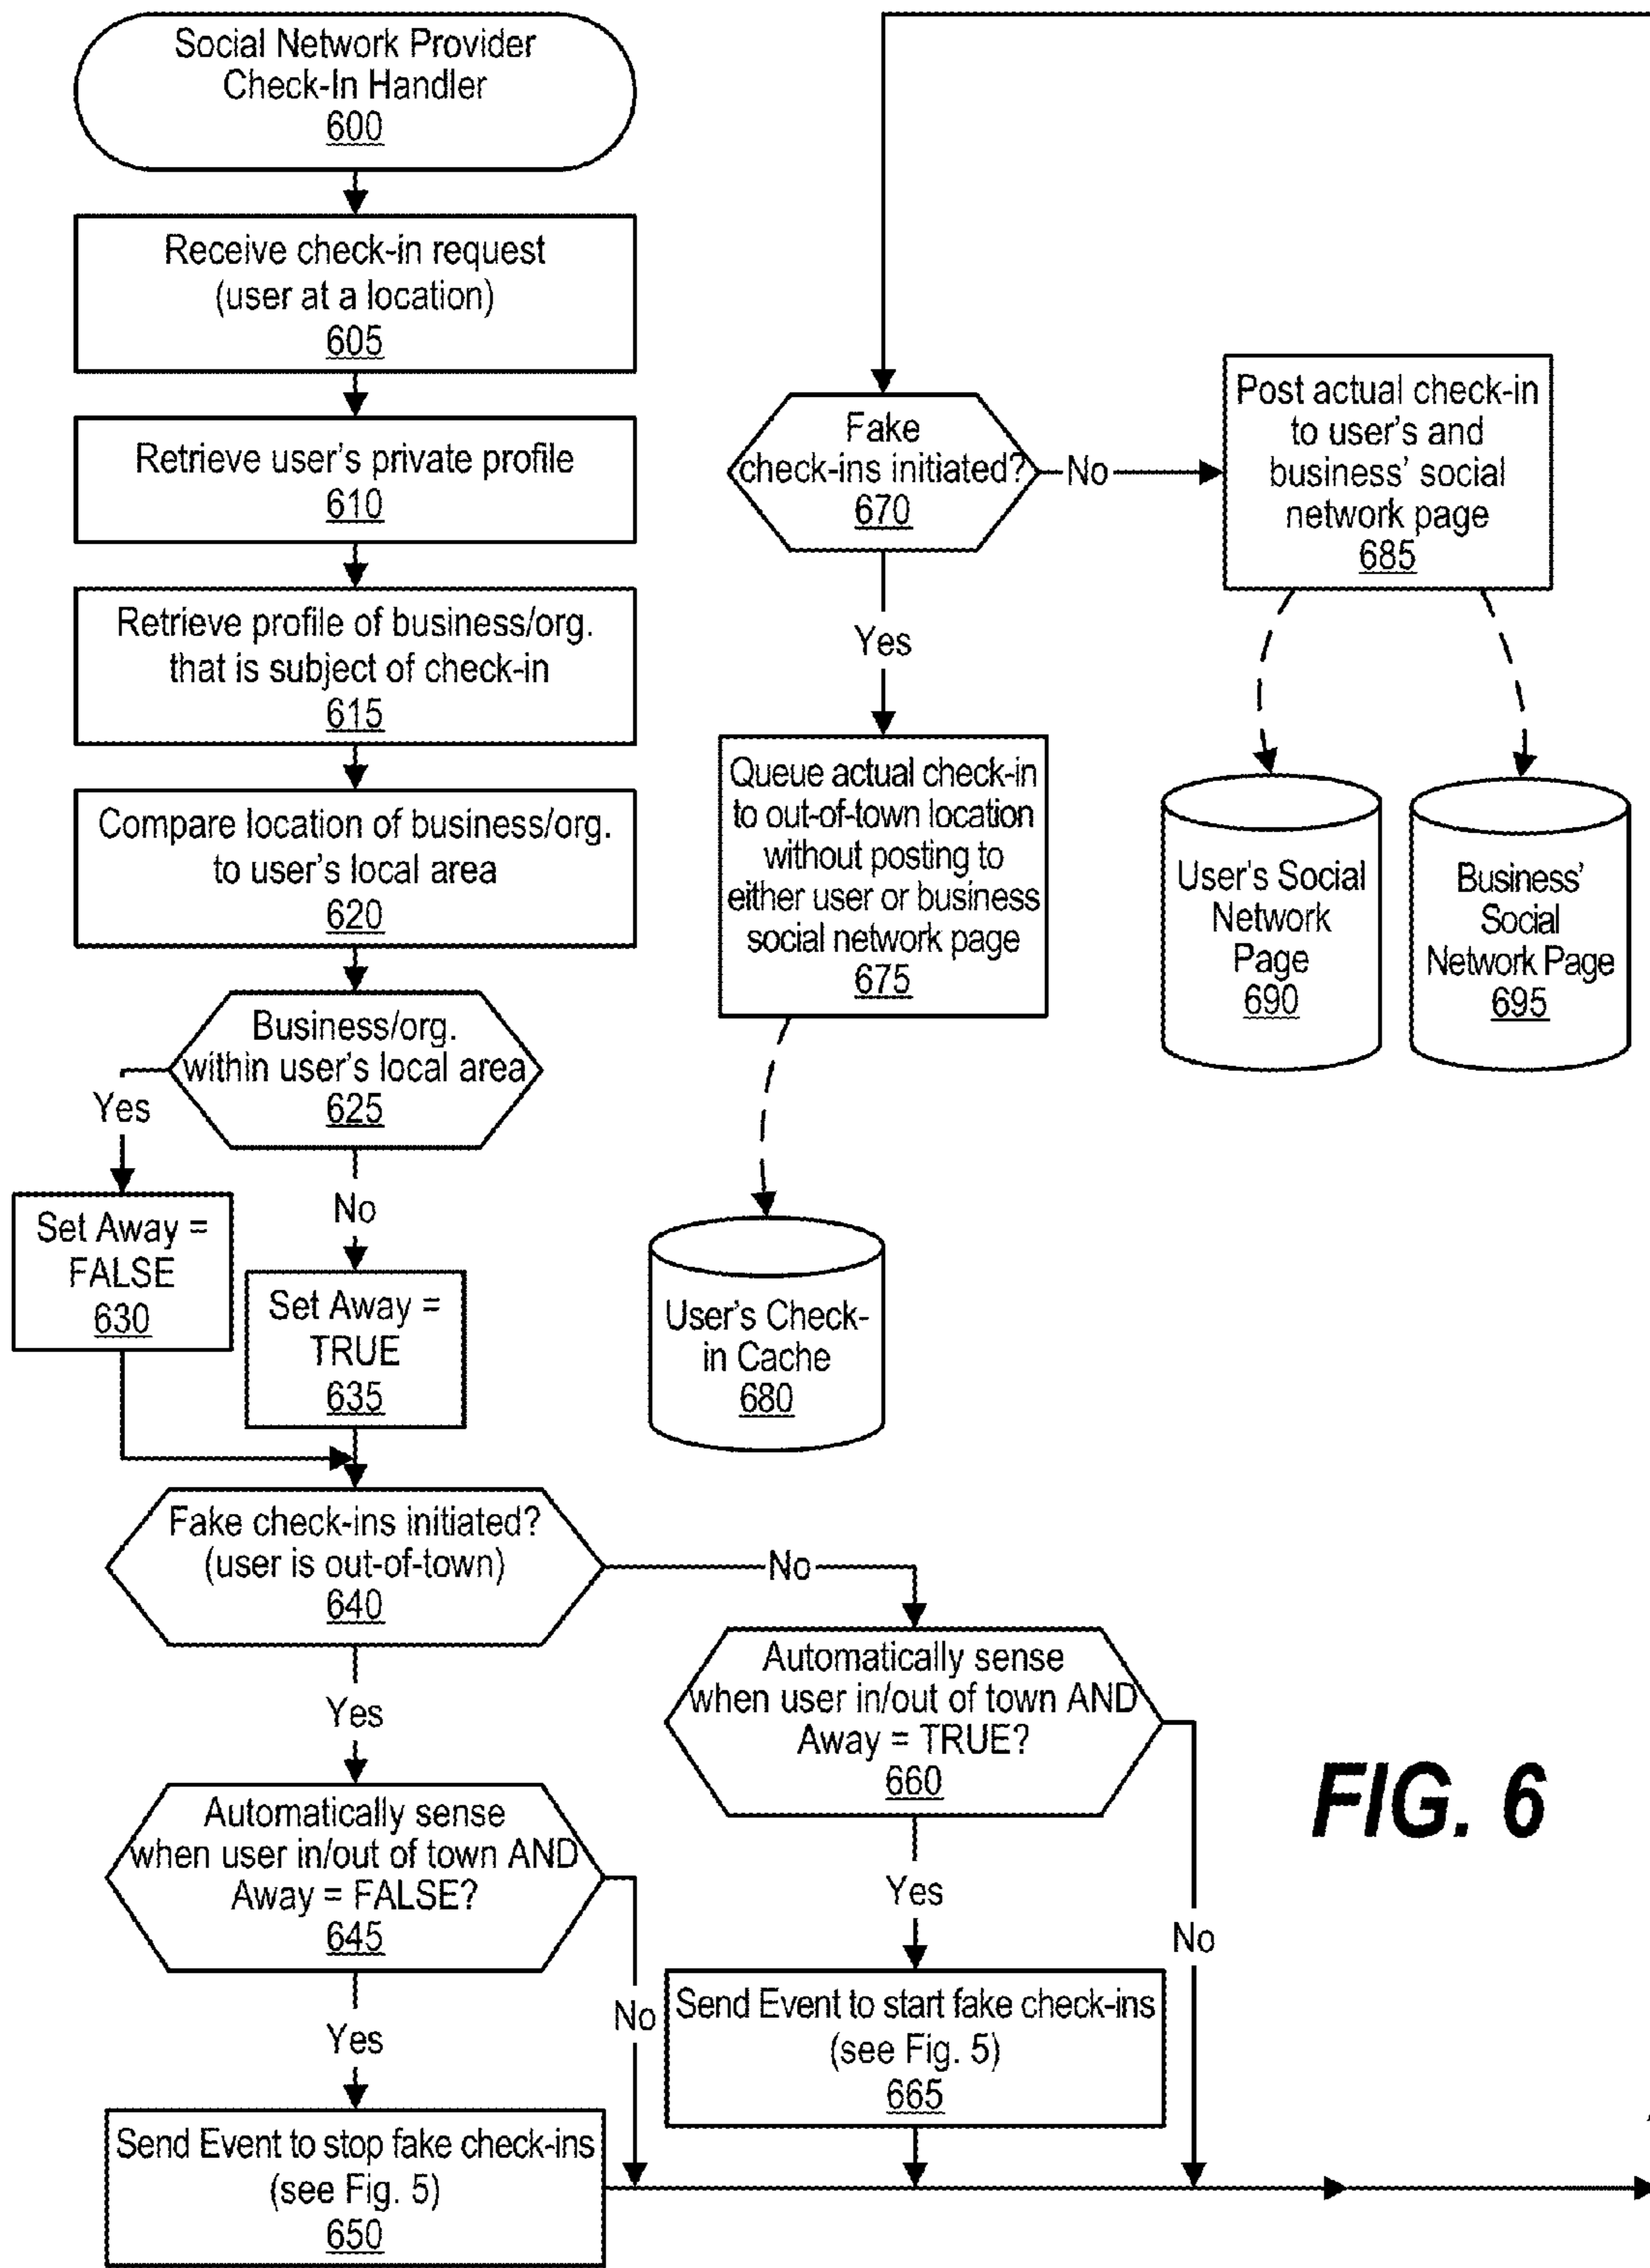 Social Network Provider
Check-In Handler
600
Receive check-in request
(user at a location)
605
Retrieve user's private profile
610
Retrieve profile of business/org.
that is subject of check-in
615
Compare location of business/org.
to user's local area
620
Business/org.
within user's local area
625
Yes
No
Set Away =
FALSE
630
Set Away =
TRUE
635
Fake check-ins initiated?
(user is out-of-town)
640
No
Yes
Automatically sense
when user in/out of town AND
Away = FALSE?
645
No
Yes
Send Event to stop fake check-ins
(see Fig. 5)
650
Automatically sense
when user in/out of town AND
Away = TRUE?
660
Yes
No
Send Event to start fake check-ins
(see Fig. 5)
665
Fake
check-ins initiated?
670
No
Yes
Queue actual check-in
to out-of-town location
without posting to
either user or business
social network page
675
User's Check-
in Cache
680
Post actual check-in
to user's and
business' social
network page
685
User's Social
Network
Page
690
Business'
Social
Network Page
695
FIG. 6